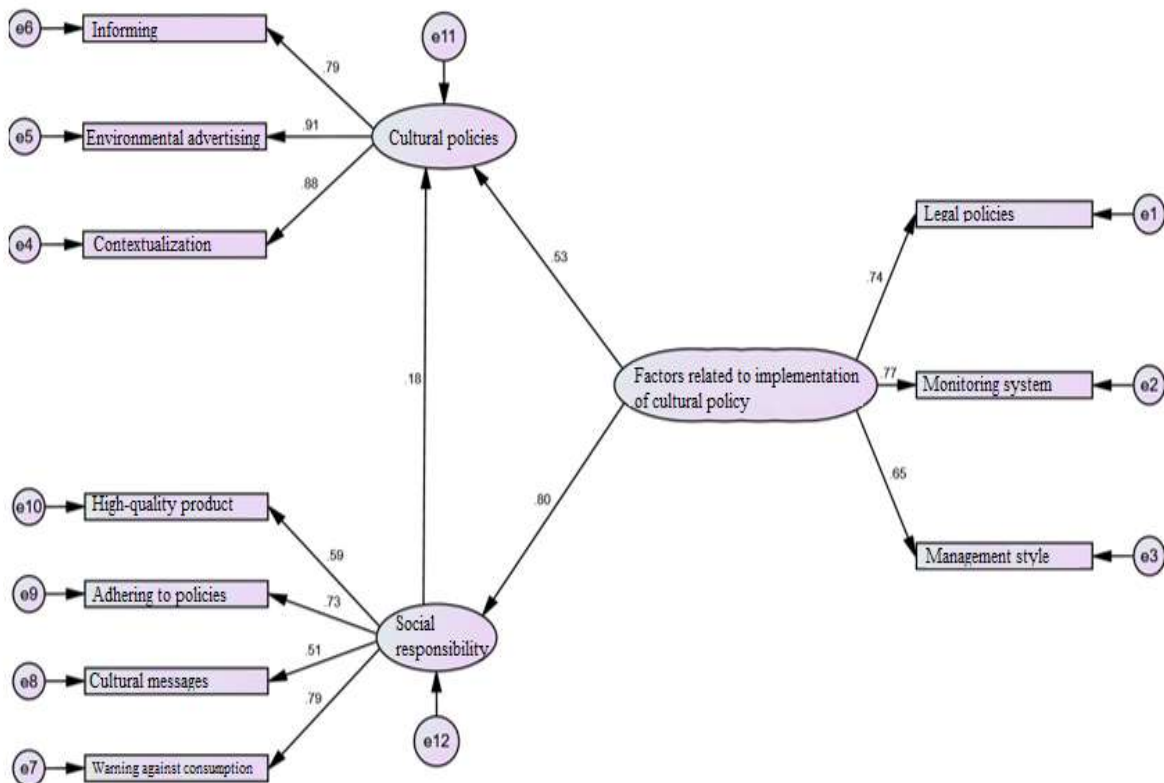 e6
Informing
.79
e11
e5
Environmental advertising
.91
Cultural policies
.88
e4
Contextualization
Legal policies
e1
.53
.74
.18
Factors related to implementation
of cultural policy
.77
Monitoring system
e2
.80
.65
e10
High-quality product
.59
Management style
e3
e9
Adhering to policies
.73
Social
responsibility
.51
e8
Cultural messages
.79
e12
e7
Warning against consumption